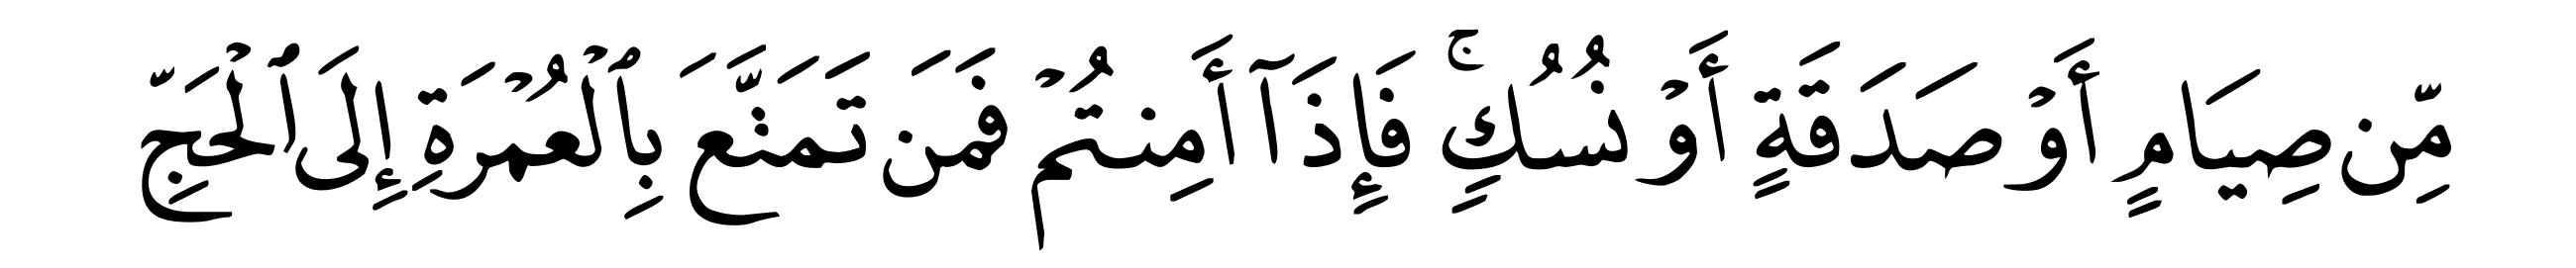 مِّن صِيَامٍ أَوۡ صَدَقَةٍ أَوۡ نُسُكٍۚ فَإِذَآ أَمِنتُمۡ فَمَن تَمَتَّعَ بِٱلۡعُمۡرَةِ إِلَى ٱلۡحَجِّ